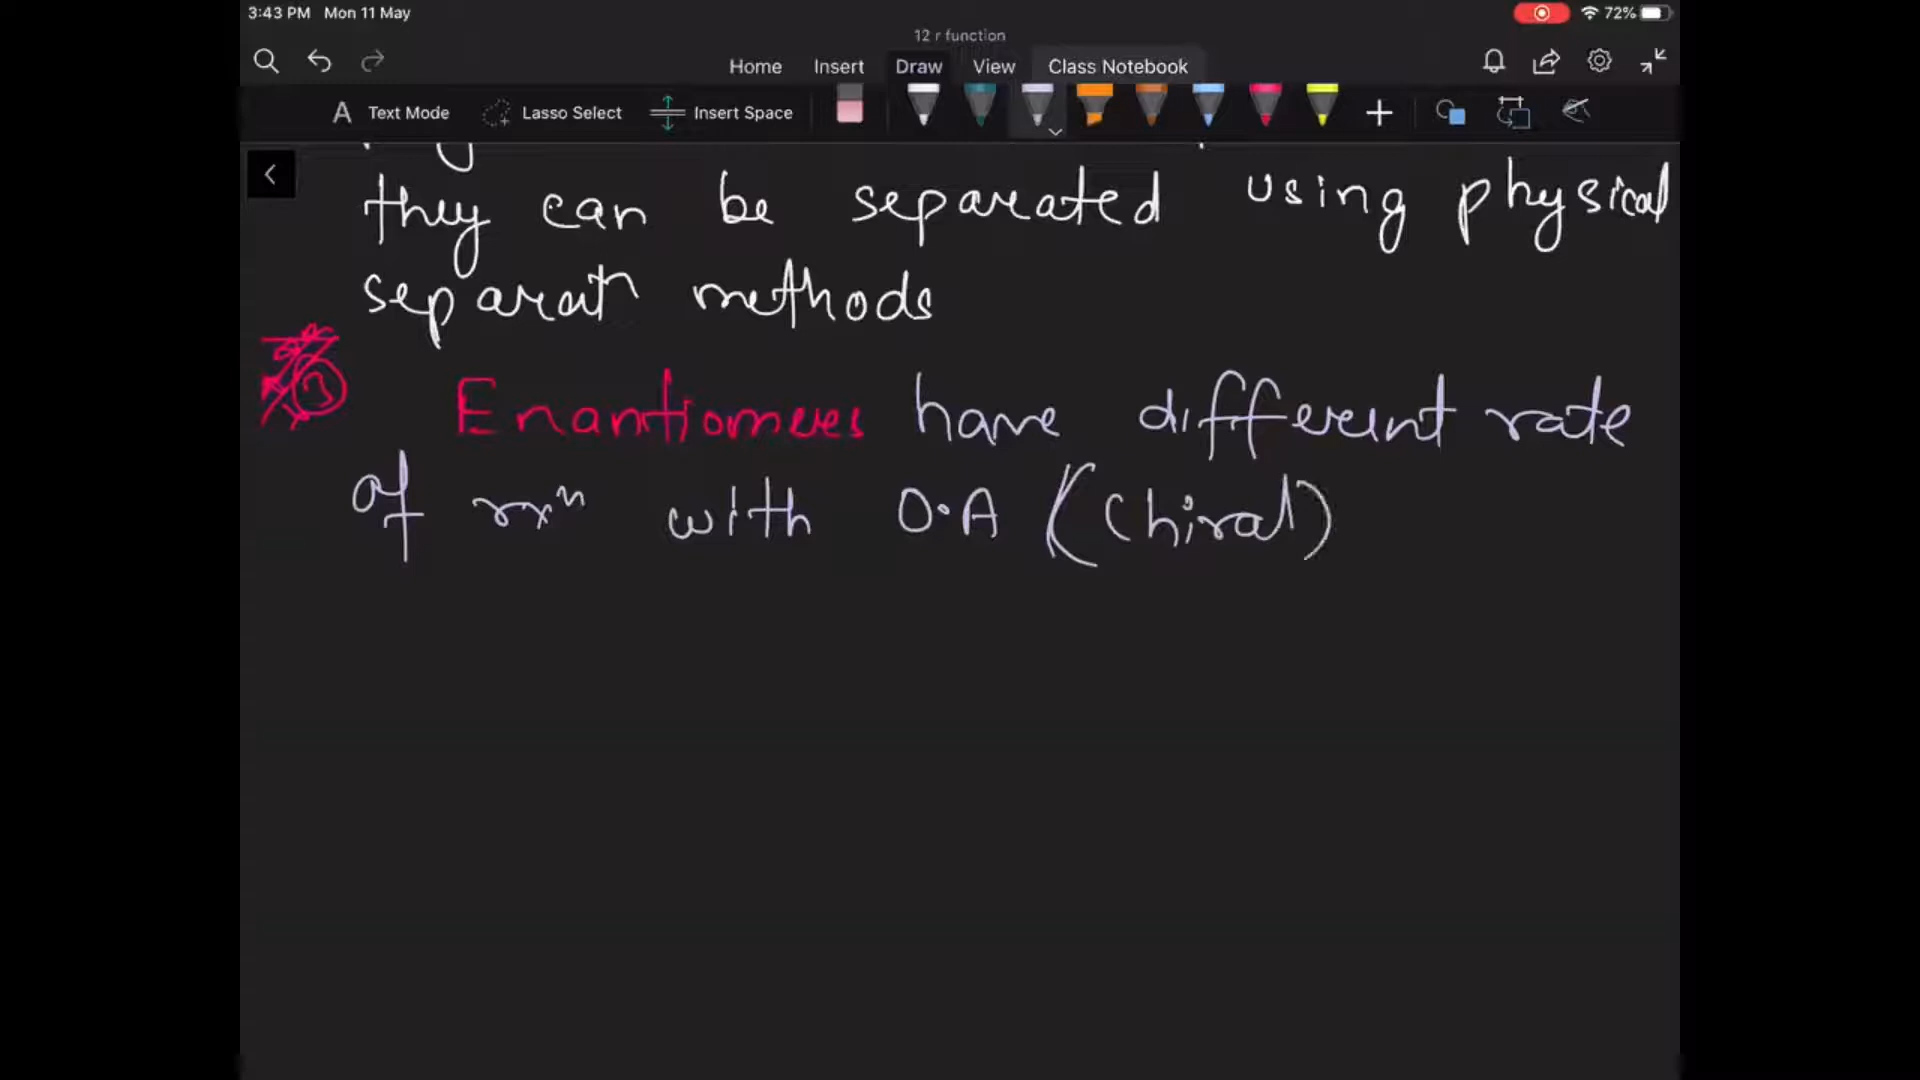 3:43 PM Mon 11 May
72%
12 r function
Home Insert Draw View Class Notebook
A Text Mode Lasso Select Insert Space
they can be separated using physical
separatn methods
3 Enantiomers have different rate
of rxn with O.A (Chiral)